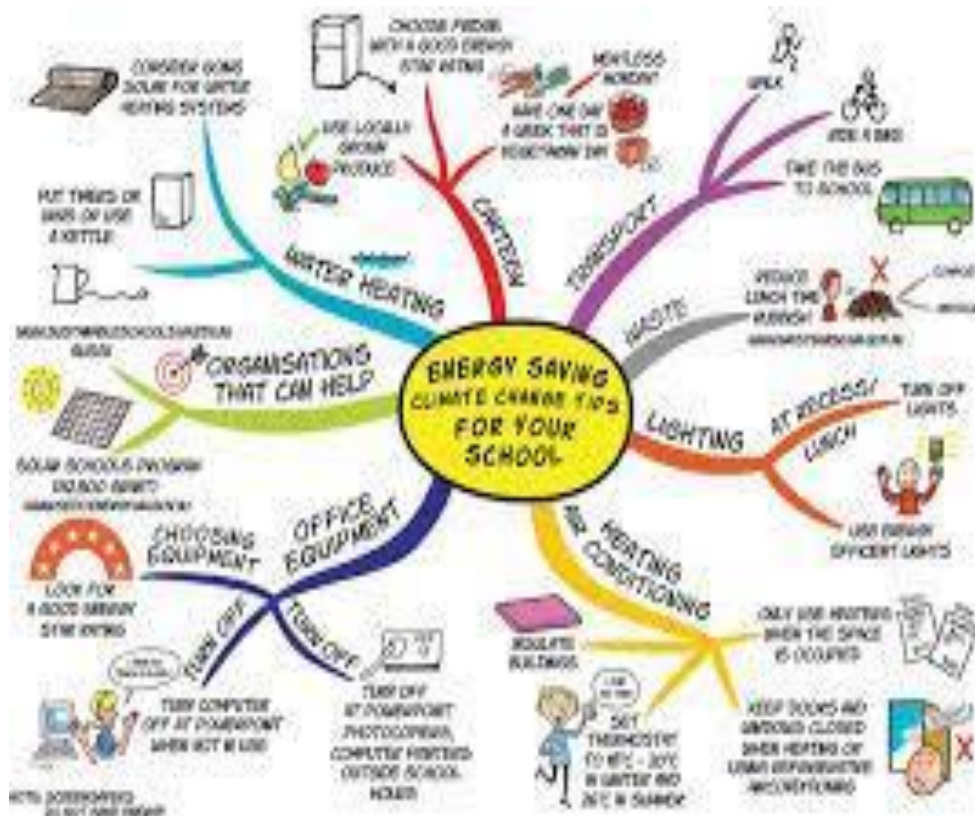 ENERGY SAVING
CLIMATE CHANGE TIPS
FOR YOUR
SCHOOL
CANTEEN
CHOOSE
WITH A GOOD ENERGY
STAR RATING
USE LOCALLY
GROWN
PRODUCE
MEATLESS
MONDAY
HAVE ONE DAY
A WEEK THAT IS
VEGETARIAN DAY
TRANSPORT
WALK
RIDE A BIKE
TAKE THE BUS
TO SCHOOL
WASTE
REDUCE
LUNCH TIME
RUBBISH
LIGHTING
AT RECESS/
LUNCH
TURN OFF
LIGHTS
USE ENERGY
EFFICIENT LIGHTS
HEATING
AIR CONDITIONING
ONLY USE HEATING
WHEN THE SPACE
IS OCCUPIED
KEEP DOORS AND
WINDOWS CLOSED
WHEN HEATING OR
USING REFRIGERATIVE
AIRCONDITIONING
SET
THERMOSTAT
IN WINTER AND
26°C IN SUMMER
INSULATE
BUILDINGS
OFFICE
EQUIPMENT
TURN OFF
TURN OFF
AT POWERPOINT
PHOTOCOPIERS,
COMPUTER PRINTERS
OUTSIDE SCHOOL
HOURS
TURN OFF
TURN COMPUTER
OFF AT POWERPOINT
WHEN NOT IN USE
CHOOSING
EQUIPMENT
LOOK FOR
A GOOD ENERGY
STAR RATING
ORGANISATIONS
THAT CAN HELP
SOLAR SCHOOLS PROGRAM
WATER HEATING
PUT TIMERS ON
URNS OR USE
A KETTLE
CONSIDER GOING
SOLAR FOR WATER
HEATING SYSTEMS